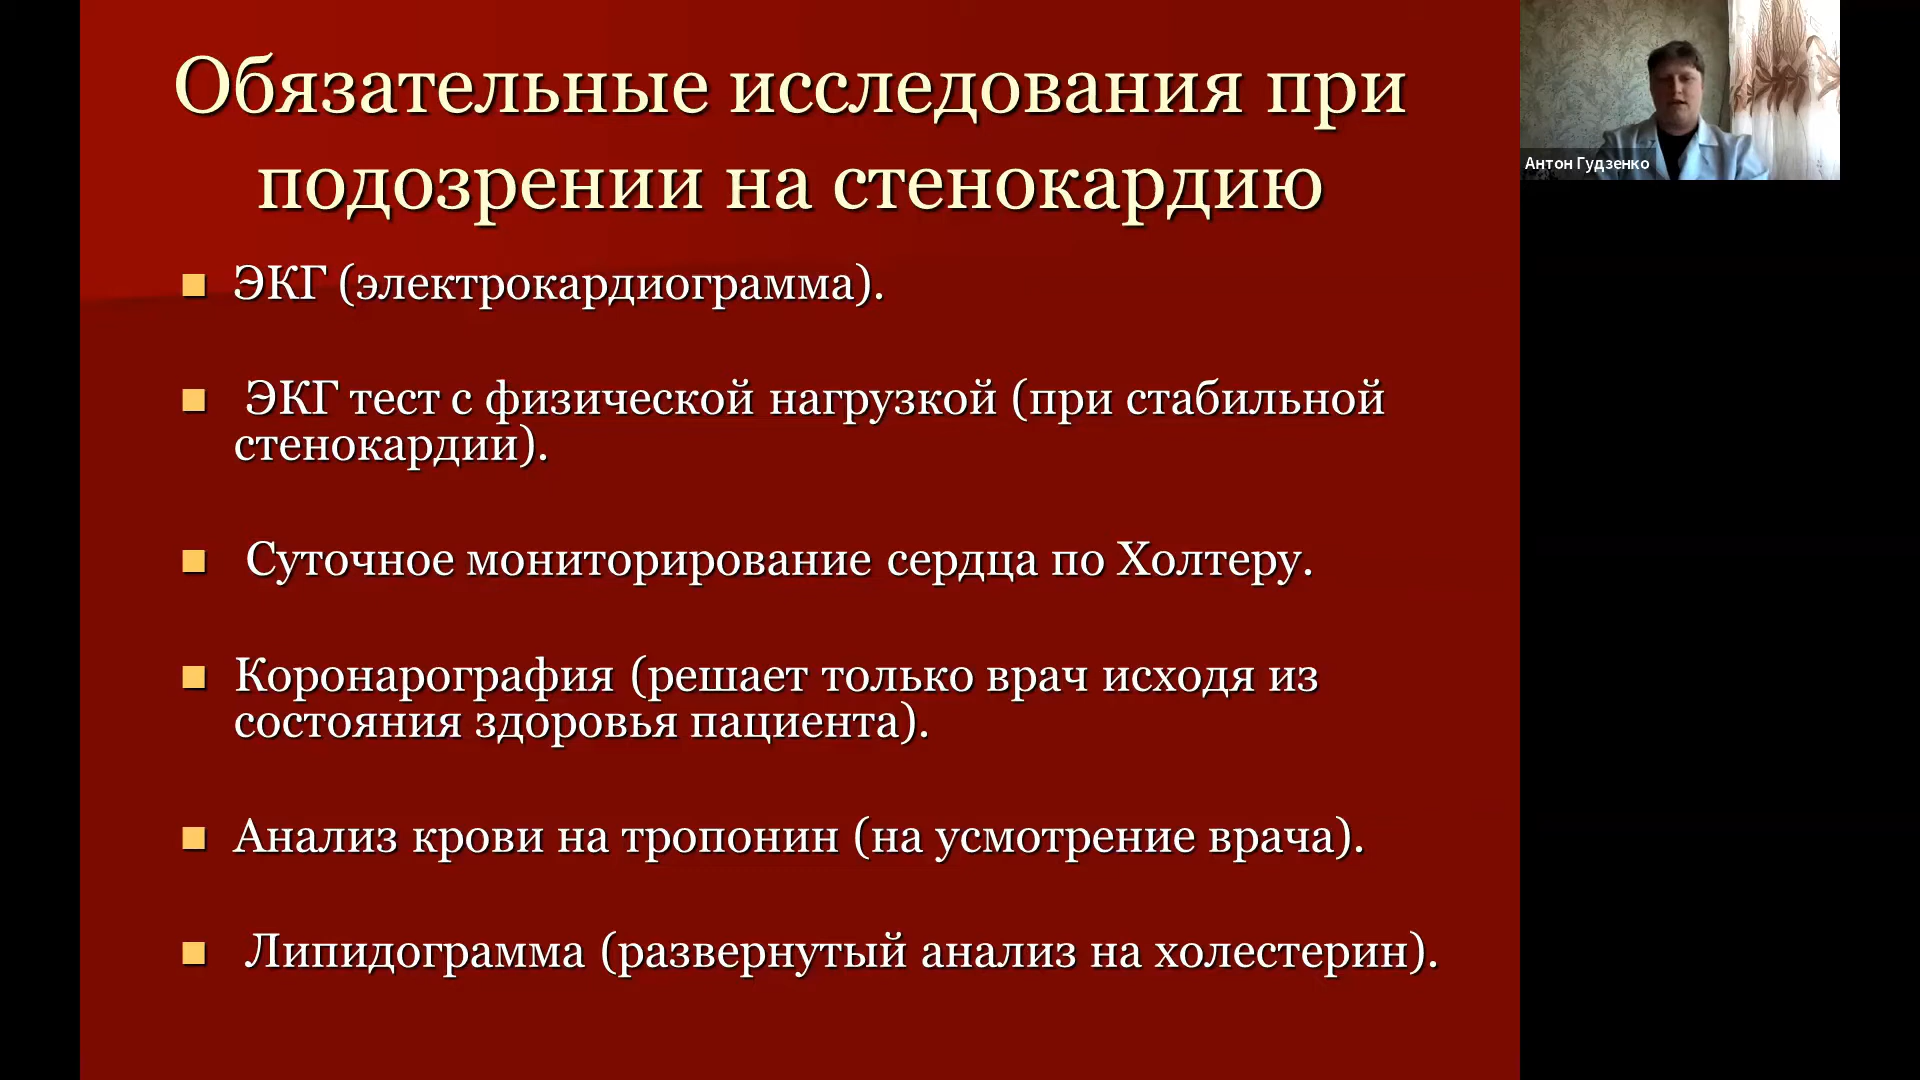 Обязательные исследования при
подозрении на стенокардию
ЭКГ (электрокардиограмма).
ЭКГ тест с физической нагрузкой (при стабильной
стенокардии).
Суточное мониторирование сердца по Холтеру.
Коронарография (решает только врач исходя из
состояния здоровья пациента).
Анализ крови на тропонин (на усмотрение врача).
Липидограмма (развернутый анализ на холестерин).
Антон Гудзенко